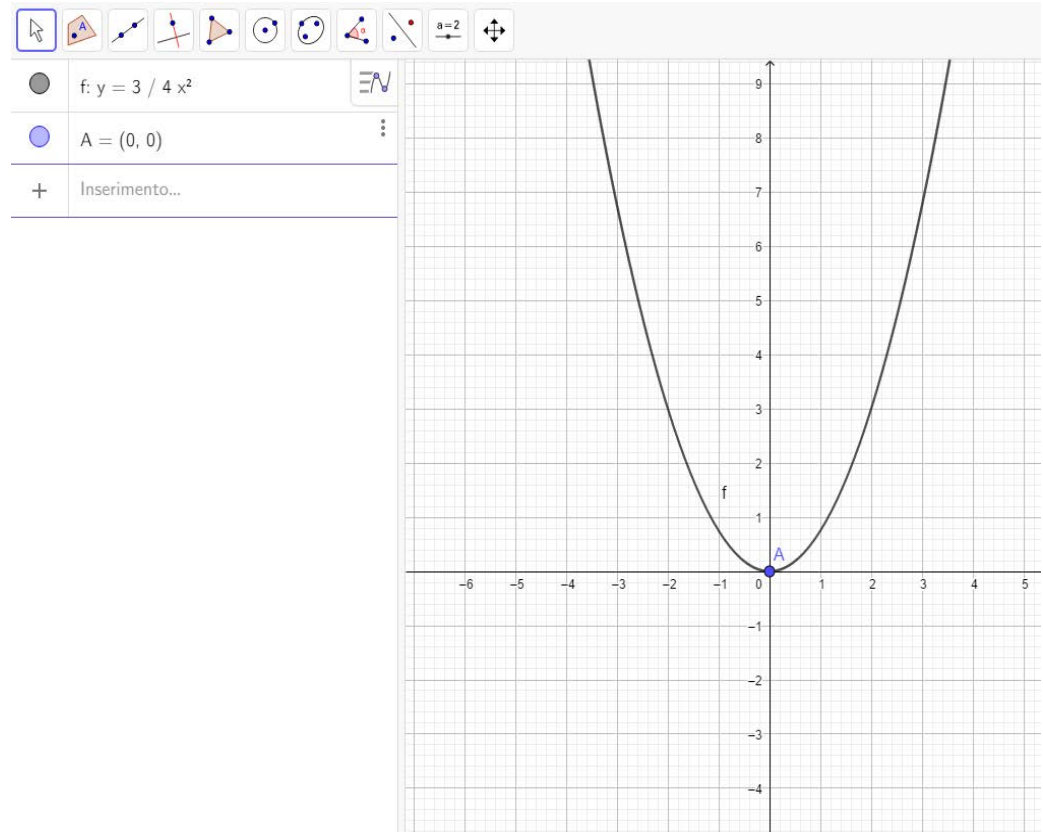 A
α
a=2
f: y = 3 / 4 x²
A = (0, 0)
+ Inserimento...
9
8
7
6
5
4
3
2
f
1
A
−6 −5 −4 −3 −2 −1 0 1 2 3 4 5
−1
−2
−3
−4